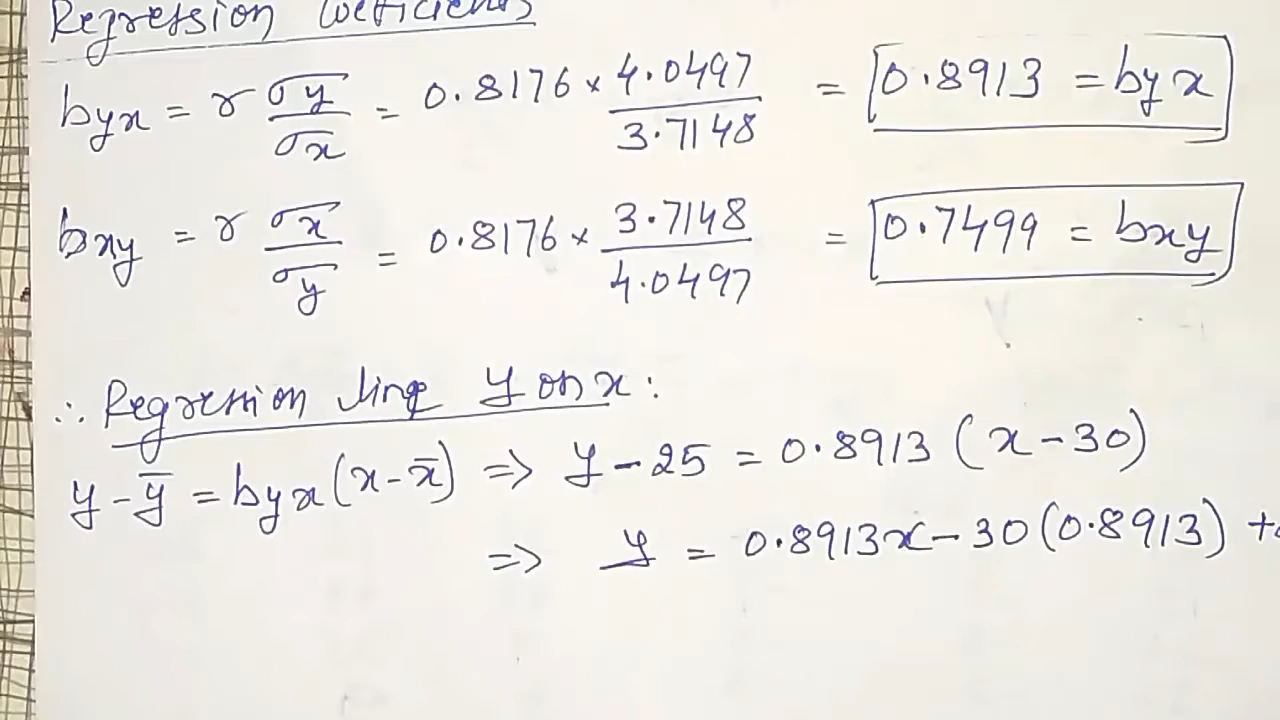 Regression Coefficients
byx = r σy/σx = 0.8176 × 4.0497/3.7148 = 0.8913 = byx
bxy = r σx/σy = 0.8176 × 3.7148/4.0497 = 0.7499 = bxy
∴ Regression line y on x :
y - ȳ = byx (x - x̄) => y - 25 = 0.8913 (x - 30)
=> y = 0.8913x - 30(0.8913) +